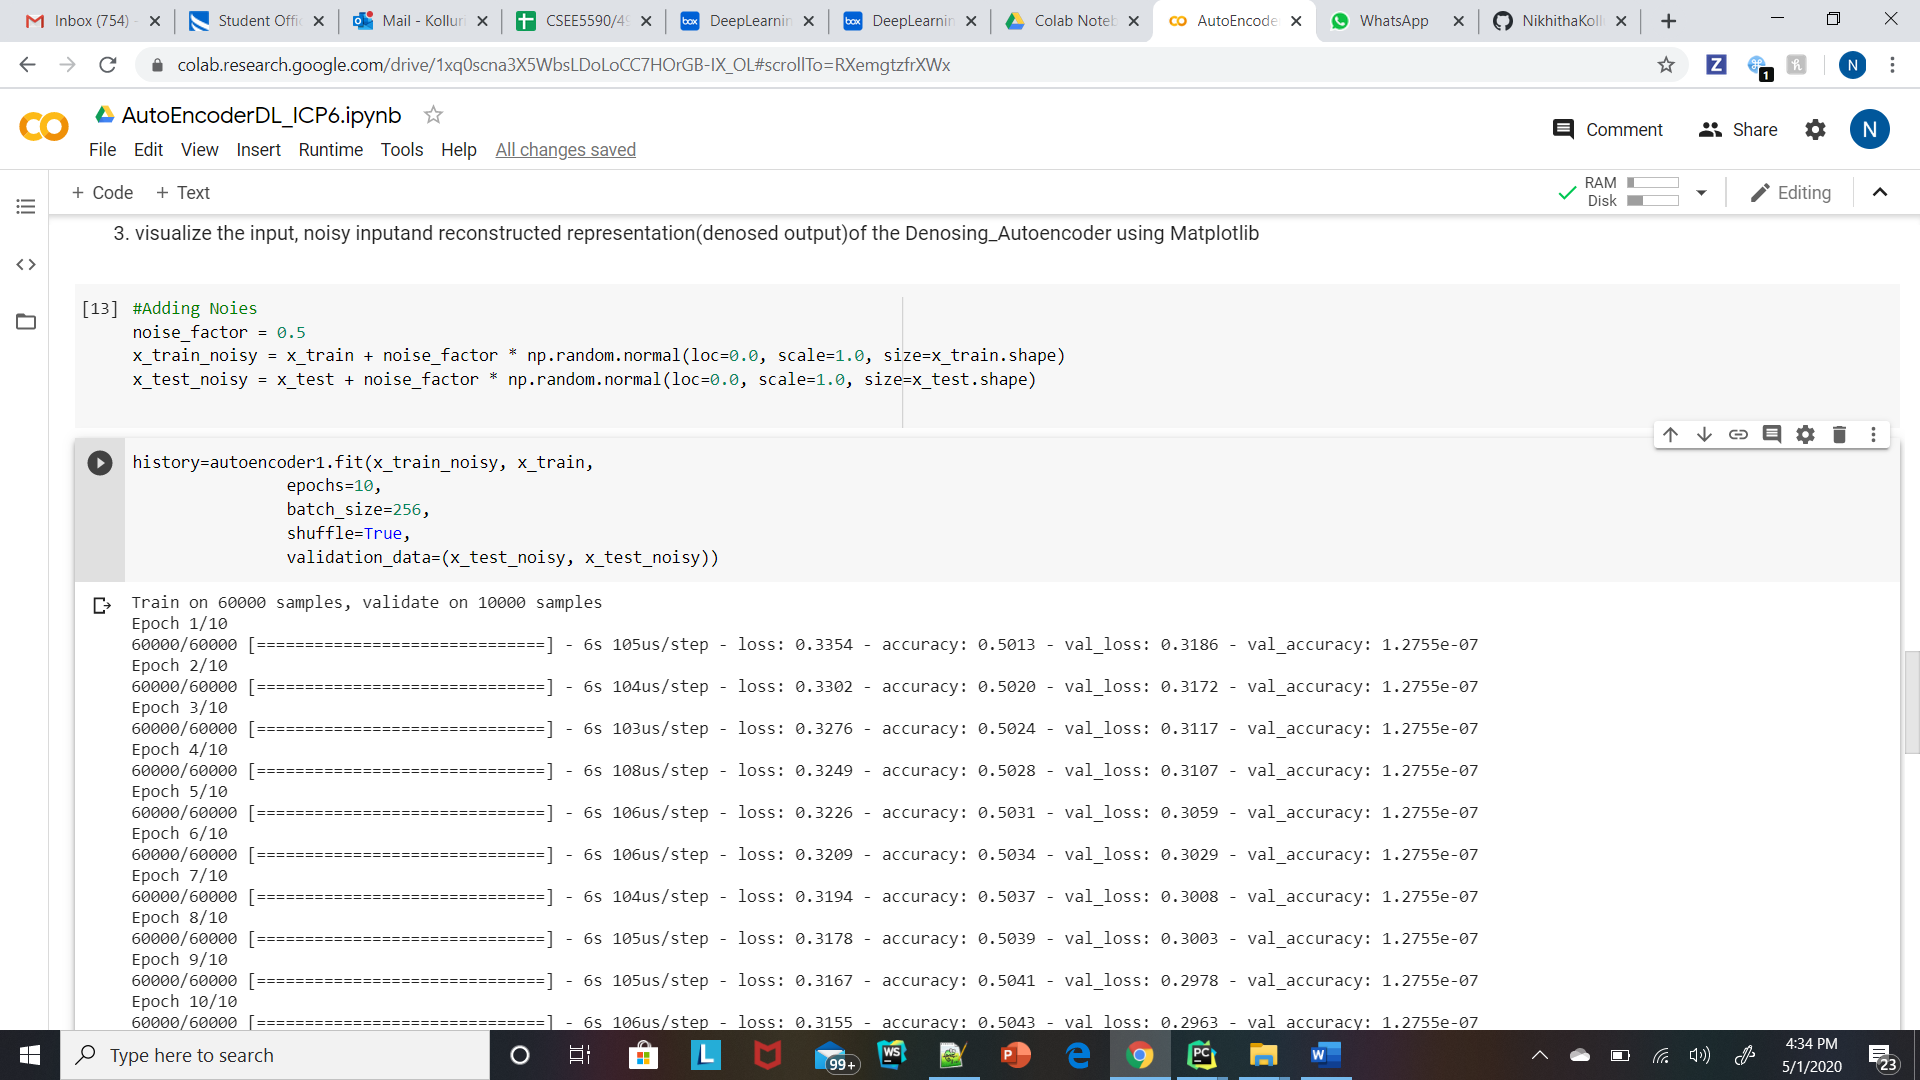 Inbox (754) -
Student Offic
Mail - Kolluri
CSEE5590/49
DeepLearnin
DeepLearnin
Colab Noteb
AutoEncode
WhatsApp
NikhithaKoll
colab.research.google.com/drive/1xq0scna3X5WbsLDoLoCC7HOrGB-IX_OL#scrollTo=RXemgtzfrXWx
AutoEncoderDL_ICP6.ipynb
Comment
Share
N
File Edit View Insert Runtime Tools Help All changes saved
+ Code + Text
RAM
Disk
Editing
3. visualize the input, noisy inputand reconstructed representation(denosed output)of the Denosing_Autoencoder using Matplotlib
[13] #Adding Noies
noise_factor = 0.5
x_train_noisy = x_train + noise_factor * np.random.normal(loc=0.0, scale=1.0, size=x_train.shape)
x_test_noisy = x_test + noise_factor * np.random.normal(loc=0.0, scale=1.0, size=x_test.shape)
history=autoencoder1.fit(x_train_noisy, x_train,
epochs=10,
batch_size=256,
shuffle=True,
validation_data=(x_test_noisy, x_test_noisy))
Train on 60000 samples, validate on 10000 samples
Epoch 1/10
60000/60000 [==============================] - 6s 105us/step - loss: 0.3354 - accuracy: 0.5013 - val_loss: 0.3186 - val_accuracy: 1.2755e-07
Epoch 2/10
60000/60000 [==============================] - 6s 104us/step - loss: 0.3302 - accuracy: 0.5020 - val_loss: 0.3172 - val_accuracy: 1.2755e-07
Epoch 3/10
60000/60000 [==============================] - 6s 103us/step - loss: 0.3276 - accuracy: 0.5024 - val_loss: 0.3117 - val_accuracy: 1.2755e-07
Epoch 4/10
60000/60000 [==============================] - 6s 108us/step - loss: 0.3249 - accuracy: 0.5028 - val_loss: 0.3107 - val_accuracy: 1.2755e-07
Epoch 5/10
60000/60000 [==============================] - 6s 106us/step - loss: 0.3226 - accuracy: 0.5031 - val_loss: 0.3059 - val_accuracy: 1.2755e-07
Epoch 6/10
60000/60000 [==============================] - 6s 106us/step - loss: 0.3209 - accuracy: 0.5034 - val_loss: 0.3029 - val_accuracy: 1.2755e-07
Epoch 7/10
60000/60000 [==============================] - 6s 104us/step - loss: 0.3194 - accuracy: 0.5037 - val_loss: 0.3008 - val_accuracy: 1.2755e-07
Epoch 8/10
60000/60000 [==============================] - 6s 105us/step - loss: 0.3178 - accuracy: 0.5039 - val_loss: 0.3003 - val_accuracy: 1.2755e-07
Epoch 9/10
60000/60000 [==============================] - 6s 105us/step - loss: 0.3167 - accuracy: 0.5041 - val_loss: 0.2978 - val_accuracy: 1.2755e-07
Epoch 10/10
60000/60000 [==============================] - 6s 106us/step - loss: 0.3155 - accuracy: 0.5043 - val_loss: 0.2963 - val_accuracy: 1.2755e-07
Type here to search
99+
4:34 PM
5/1/2020
23